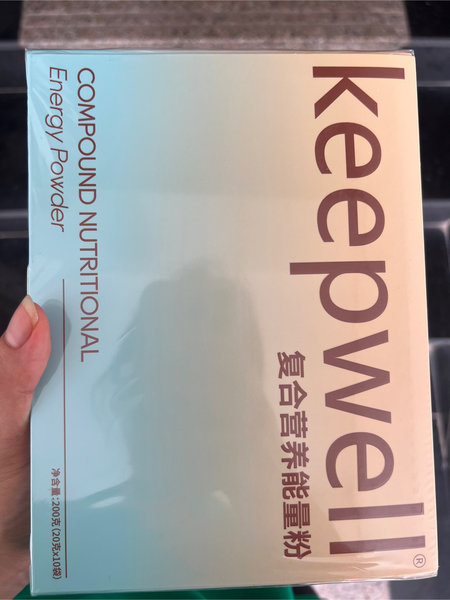 keepwell®
复合营养能量粉
COMPOUND NUTRITIONAL
Energy Powder
净含量:200克(20克x10袋)